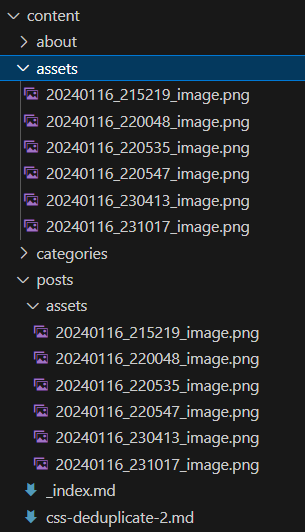 content
about
assets
20240116_215219_image.png
20240116_220048_image.png
20240116_220535_image.png
20240116_220547_image.png
20240116_230413_image.png
20240116_231017_image.png
categories
posts
assets
20240116_215219_image.png
20240116_220048_image.png
20240116_220535_image.png
20240116_220547_image.png
20240116_230413_image.png
20240116_231017_image.png
_index.md
css-deduplicate-2.md